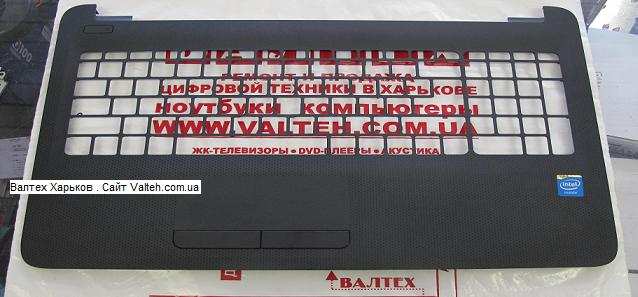 РЕМОНТ И ПРОДАЖА
ЦИФРОВОЙ ТЕХНИКИ В ХАРЬКОВЕ
ноутбуки компьютеры
WWW.VALTEH.COM.UA
ЖК-ТЕЛЕВИЗОРЫ • DVD-ПЛЕЕРЫ • АКУСТИКА
Валтех Харьков . Сайт Valteh.com.ua
intel
inside
ВАЛТЕХ